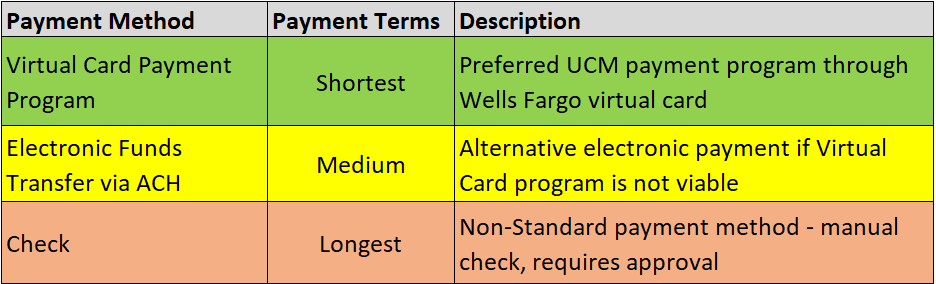 Payment Method Payment Terms Description
Virtual Card Payment
Program
Shortest
Preferred UCM payment program through
Wells Fargo virtual card
Electronic Funds
Transfer via ACH
Medium
Alternative electronic payment if Virtual
Card program is not viable
Check
Longest
Non-Standard payment method - manual
check, requires approval